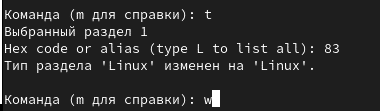 Команда (m для справки): t
Выбранный раздел 1
Hex code or alias (type L to list all): 83
Тип раздела 'Linux' изменен на 'Linux'.
Команда (m для справки): w